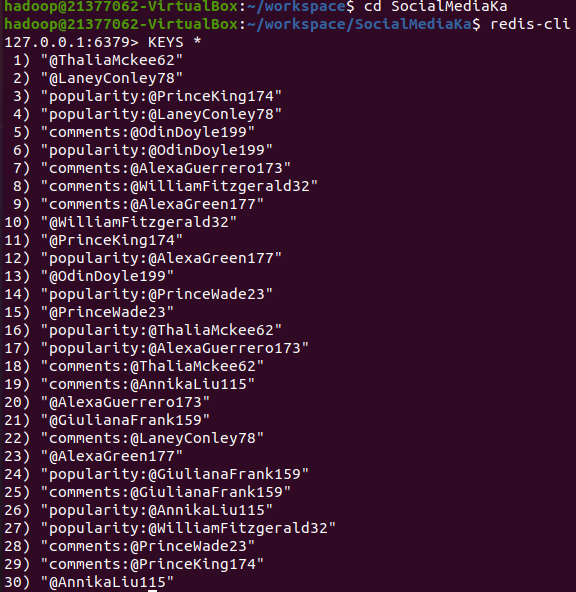 hadoop@21377062-VirtualBox:~/workspace$ cd SocialMediaKa
hadoop@21377062-VirtualBox:~/workspace/SocialMediaKa$ redis-cli
127.0.0.1:6379> KEYS *
 1) "@ThaliaMckee62"
 2) "@LaneyConley78"
 3) "popularity:@PrinceKing174"
 4) "popularity:@LaneyConley78"
 5) "comments:@OdinDoyle199"
 6) "popularity:@OdinDoyle199"
 7) "comments:@AlexaGuerrero173"
 8) "comments:@WilliamFitzgerald32"
 9) "comments:@AlexaGreen177"
10) "@WilliamFitzgerald32"
11) "@PrinceKing174"
12) "popularity:@AlexaGreen177"
13) "@OdinDoyle199"
14) "popularity:@PrinceWade23"
15) "@PrinceWade23"
16) "popularity:@ThaliaMckee62"
17) "popularity:@AlexaGuerrero173"
18) "comments:@ThaliaMckee62"
19) "comments:@AnnikaLiu115"
20) "@AlexaGuerrero173"
21) "@GiulianaFrank159"
22) "comments:@LaneyConley78"
23) "@AlexaGreen177"
24) "popularity:@GiulianaFrank159"
25) "comments:@GiulianaFrank159"
26) "popularity:@AnnikaLiu115"
27) "popularity:@WilliamFitzgerald32"
28) "comments:@PrinceWade23"
29) "comments:@PrinceKing174"
30) "@AnnikaLiu115"